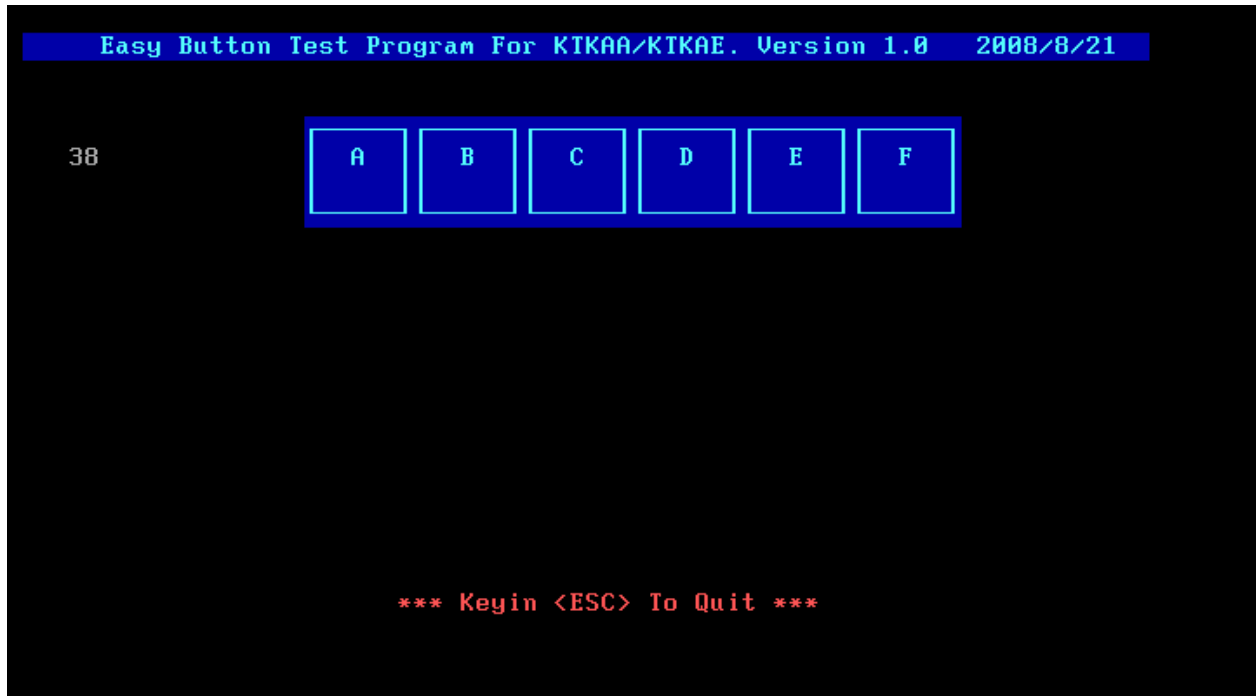 Easy Button Test Program For KTKAA/KTKAE. Version 1.0 2008/8/21
38 A B C D E F
*** Keyin <ESC> To Quit ***